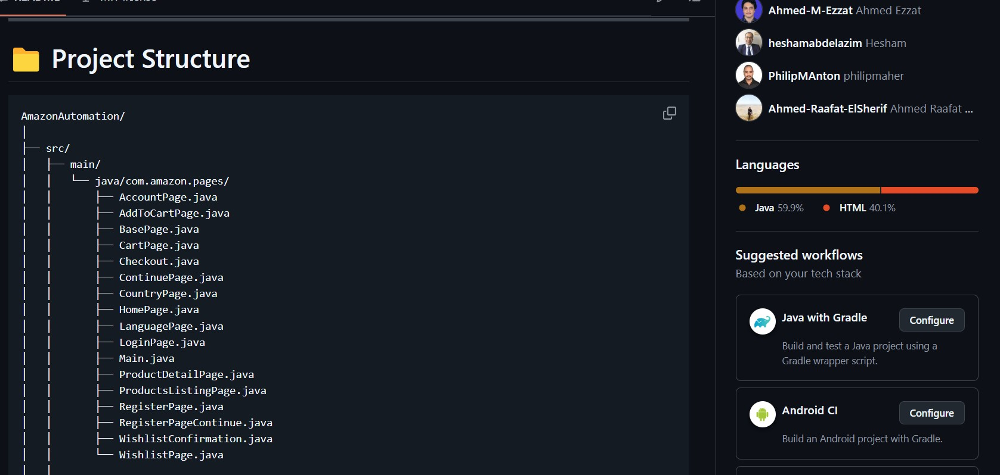 Project Structure
AmazonAutomation/
│
├── src/
│   ├── main/
│   │   └── java/com.amazon.pages/
│   │       ├── AccountPage.java
│   │       ├── AddToCartPage.java
│   │       ├── BasePage.java
│   │       ├── CartPage.java
│   │       ├── Checkout.java
│   │       ├── ContinuePage.java
│   │       ├── CountryPage.java
│   │       ├── HomePage.java
│   │       ├── LanguagePage.java
│   │       ├── LoginPage.java
│   │       ├── Main.java
│   │       ├── ProductDetailPage.java
│   │       ├── ProductsListingPage.java
│   │       ├── RegisterPage.java
│   │       ├── RegisterPageContinue.java
│   │       ├── WishlistConfirmation.java
│   │       └── WishlistPage.java
Ahmed-M-Ezzat Ahmed Ezzat
heshamabdelazim Hesham
PhilipMAnton philipmaher
Ahmed-Raafat-ElSherif Ahmed Raafat ...
Languages
Java 59.9% HTML 40.1%
Suggested workflows
Based on your tech stack
Java with Gradle
Configure
Build and test a Java project using a
Gradle wrapper script.
Android CI
Configure
Build an Android project with Gradle.